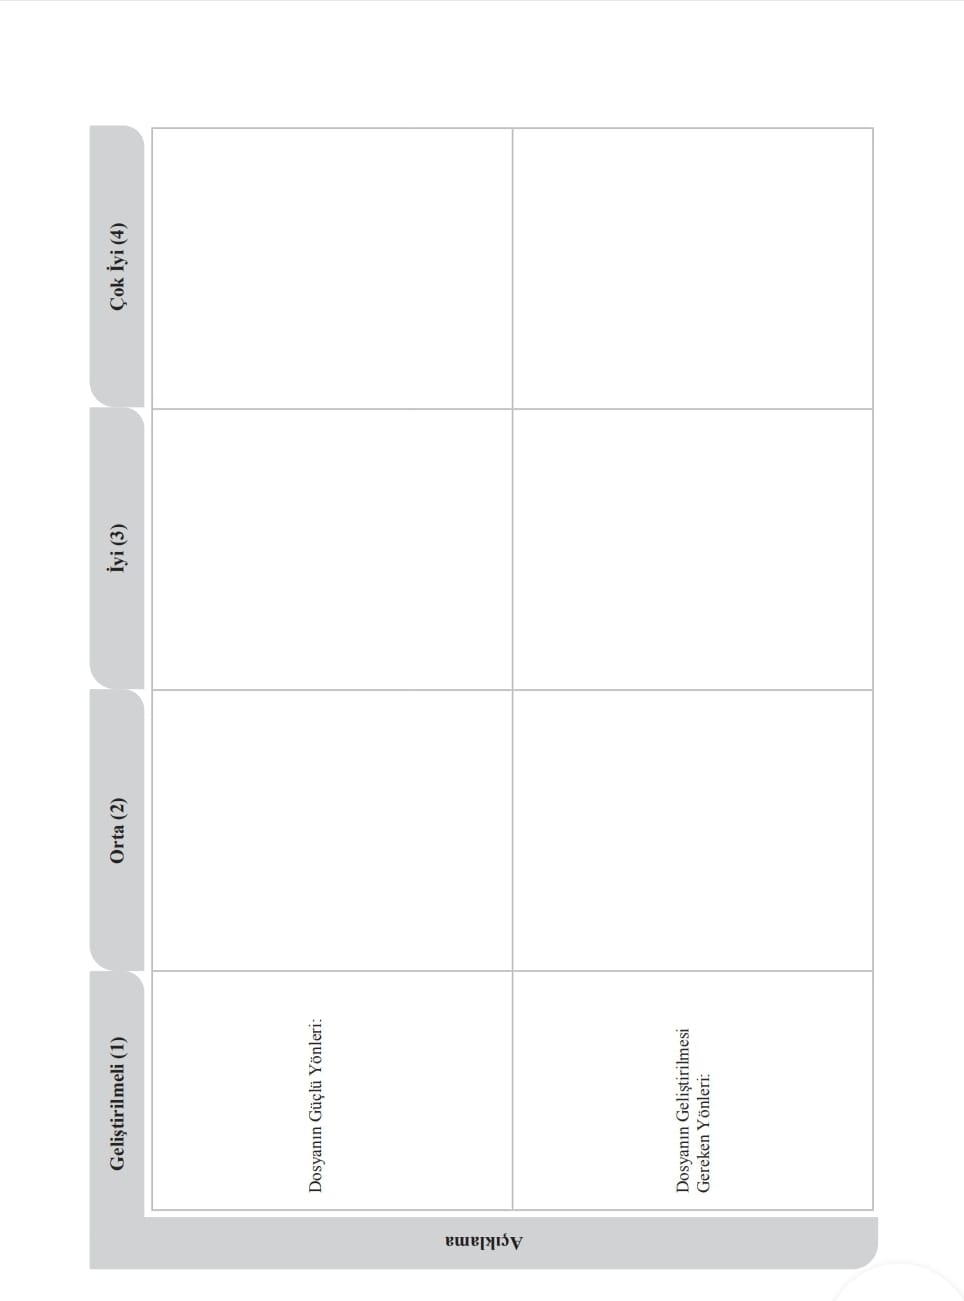 Açıklama
Geliştirilmeli (1)
Orta (2)
İyi (3)
Çok İyi (4)
Dosyanın Güçlü Yönleri:
Dosyanın Geliştirilmesi
Gereken Yönleri: